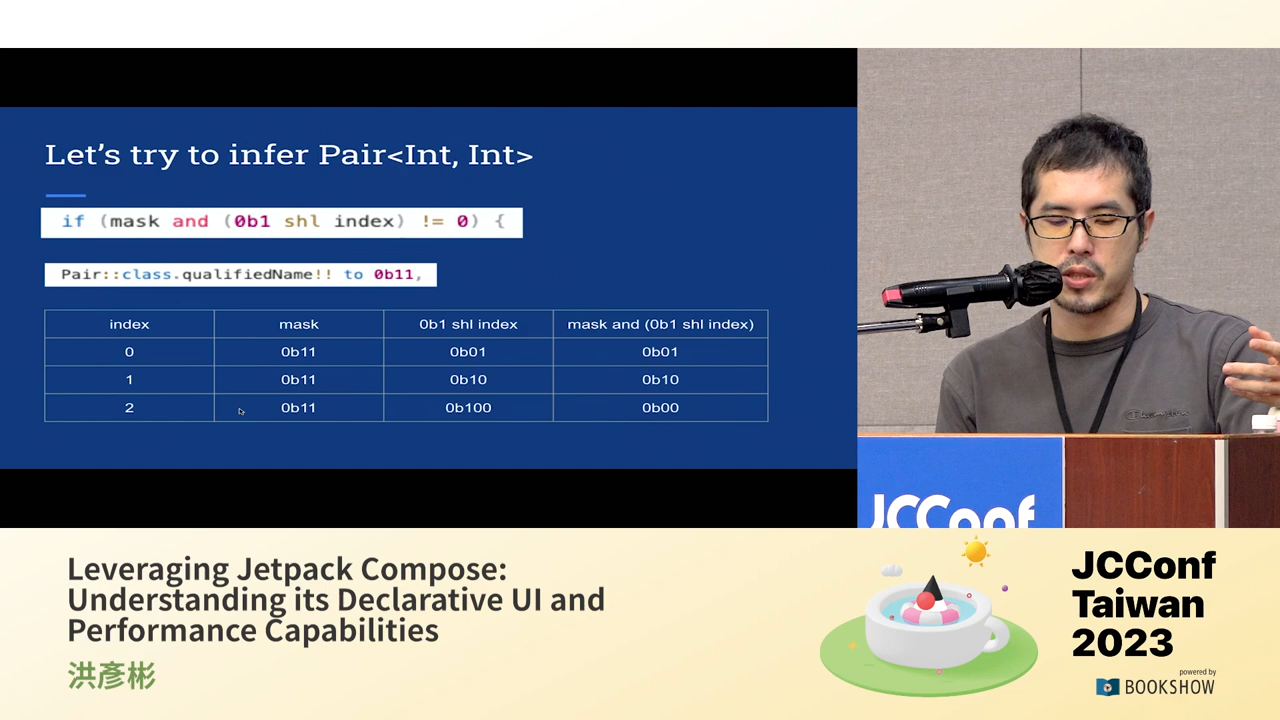 Let’s try to infer Pair<Int, Int>
if (mask and (0b1 shl index) != 0) {
Pair::class.qualifiedName!! to 0b11,
index mask 0b1 shl index mask and (0b1 shl index)
0 0b11 0b01 0b01
1 0b11 0b10 0b10
2 0b11 0b100 0b00
Champion
JCConf
Leveraging Jetpack Compose:
Understanding its Declarative UI and
Performance Capabilities
洪彥彬
JCConf
Taiwan
2023
powered by
BOOKSHOW